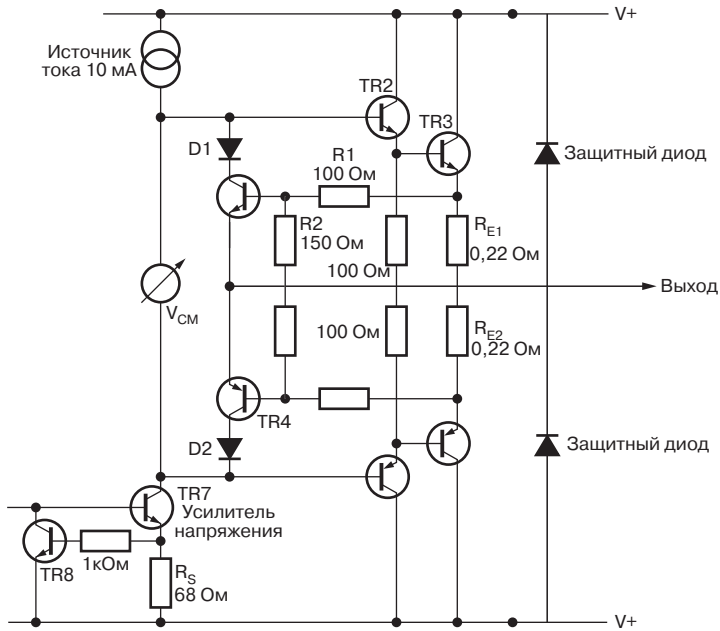 V+
Источник
тока 10 мА
TR2
TR3
D1
R1
100 Ом
Защитный диод
R2
150 Ом
R_E1
0,22 Ом
100 Ом
Выход
V_CM
100 Ом
R_E2
0,22 Ом
TR4
D2
Защитный диод
TR7
Усилитель
напряжения
TR8
1кОм
R_S
68 Ом
V+